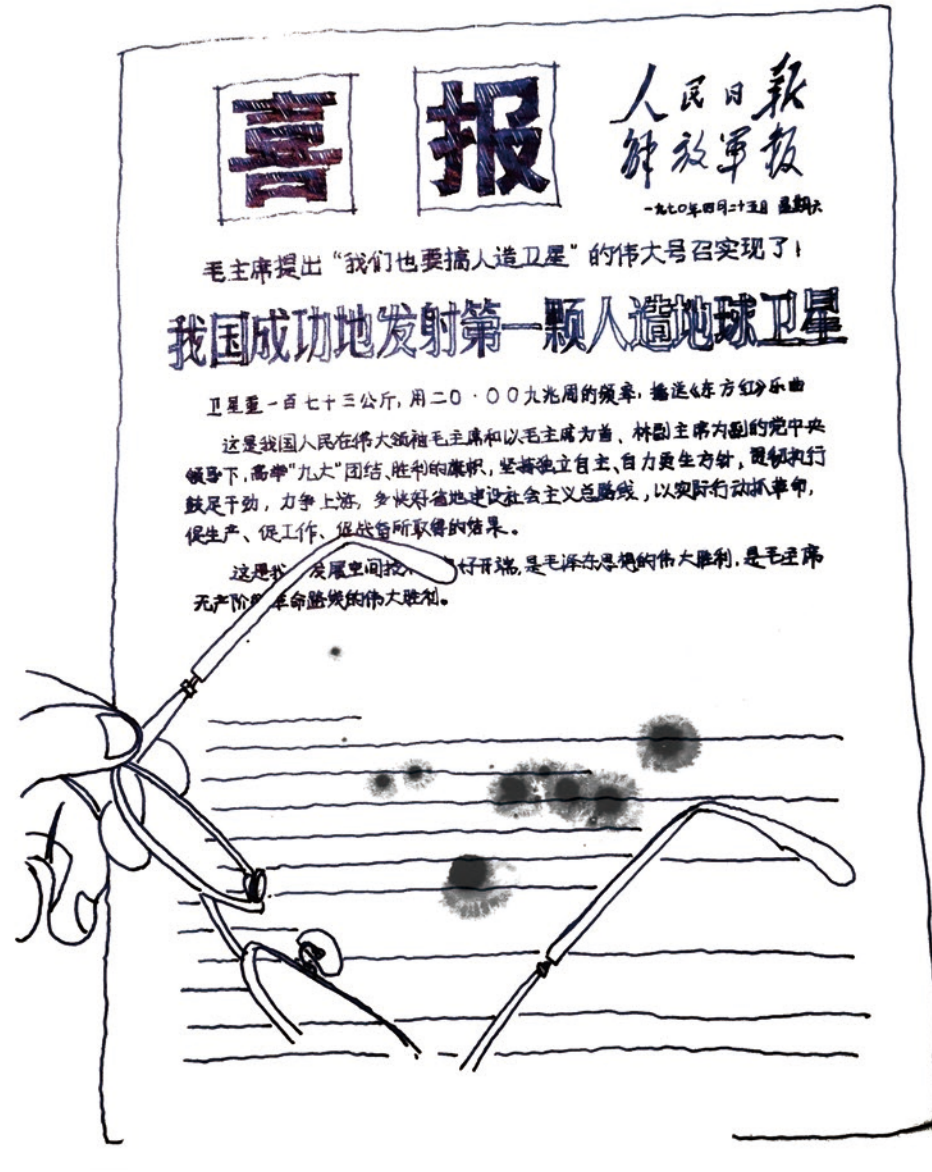 喜报
人民日报
解放军报
一九七〇年四月二十五日 星期六
毛主席提出“我们也要搞人造卫星”的伟大号召实现了！
我国成功地发射第一颗人造地球卫星
卫星重一百七十三公斤，用二〇·〇〇九兆周的频率，播送《东方红》乐曲
这是我国人民在伟大领袖毛主席和以毛主席为首、林副主席为副的党中央
领导下，高举“九大”团结、胜利的旗帜，坚持独立自主、自力更生方针，贯彻执行
鼓足干劲，力争上游，多快好省地建设社会主义总路线，以实际行动抓革命，
促生产、促工作、促战备所取得的结果。
这是我 发展空间技 好开端，是毛泽东思想的伟大胜利，是毛主席
无产阶 革命路线的伟大胜利。